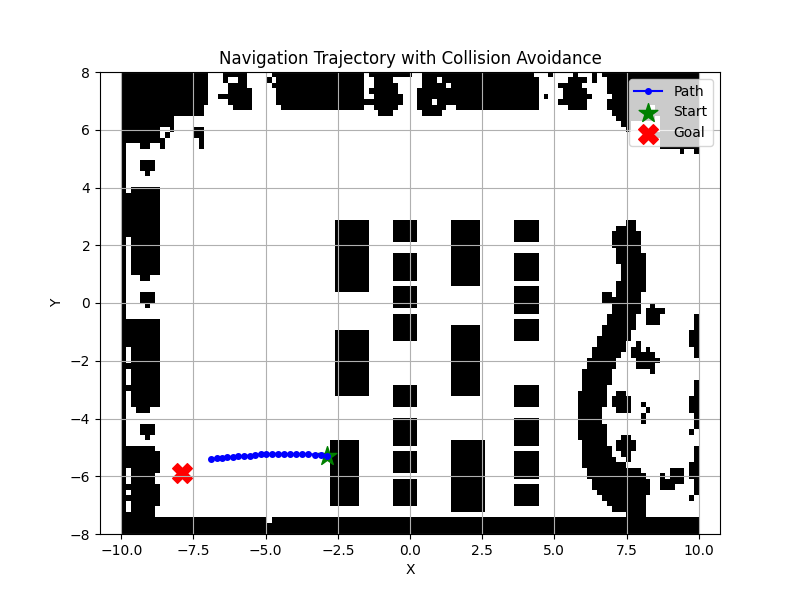 Navigation Trajectory with Collision Avoidance
Path
Start
Goal
8
6
4
2
0
−2
−4
−6
−8
Y
−10.0 −7.5 −5.0 −2.5 0.0 2.5 5.0 7.5 10.0
X